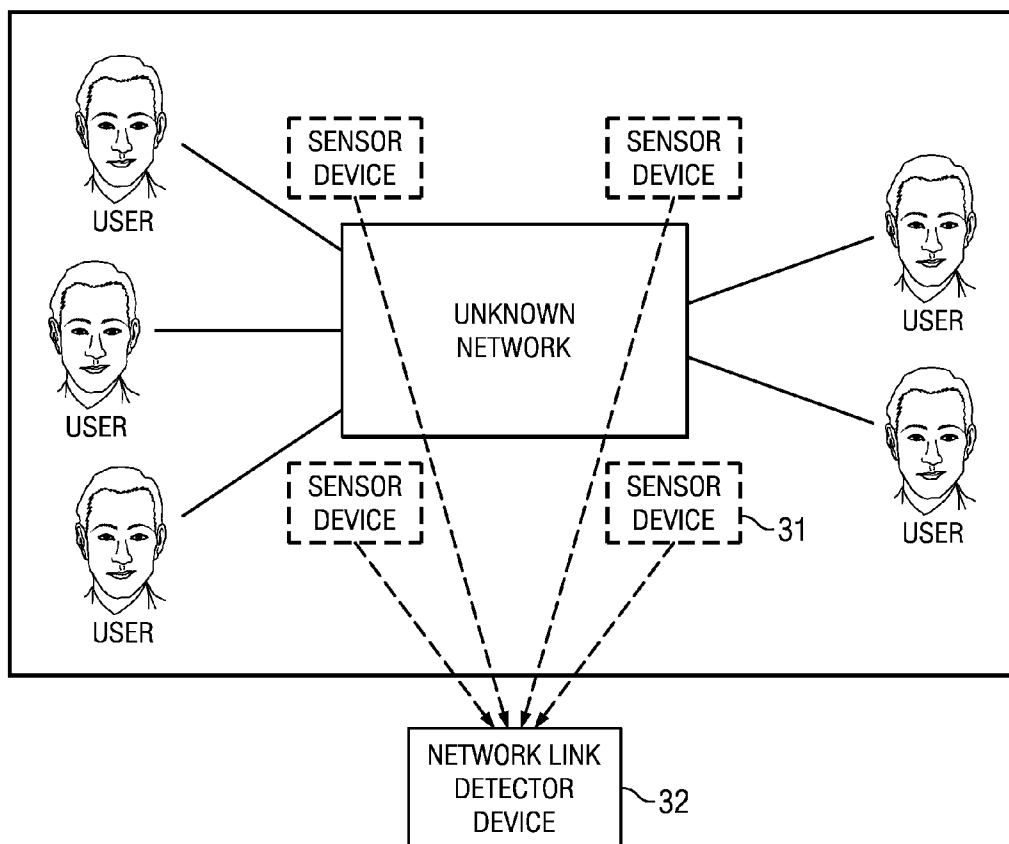 USER
SENSOR
DEVICE
SENSOR
DEVICE
USER
UNKNOWN
NETWORK
USER
SENSOR
DEVICE
SENSOR
DEVICE
31
USER
USER
NETWORK LINK
DETECTOR
DEVICE
32